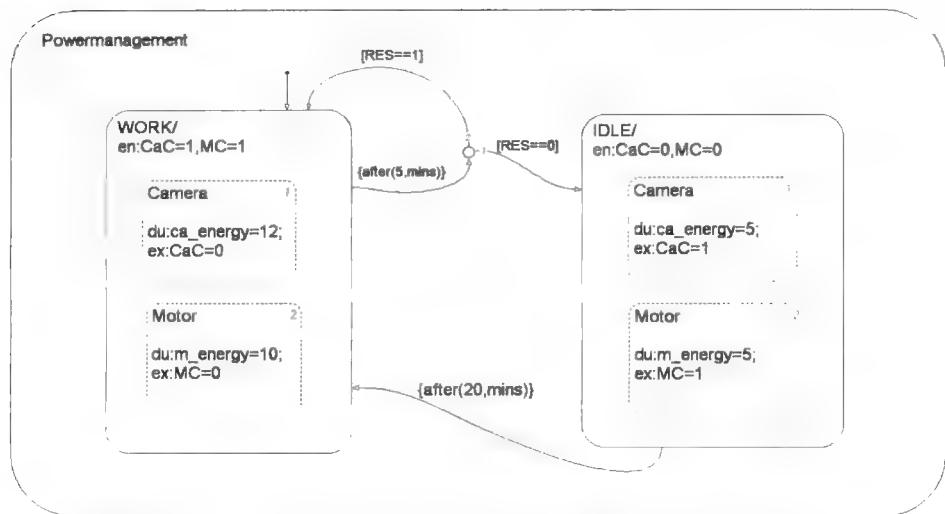 Powermanagement
[RES==1]
WORK/
en:CaC=1,MC=1
IDLE/
en:CaC=0,MC=0
2
1
[RES==0]
{after(5,mins)}
Camera 1
du:ca_energy=12;
ex:CaC=0
Camera
du:ca_energy=5;
ex:CaC=1
Motor 2
du:m_energy=10;
ex:MC=0
Motor
du:m_energy=5;
ex:MC=1
{after(20,mins)}